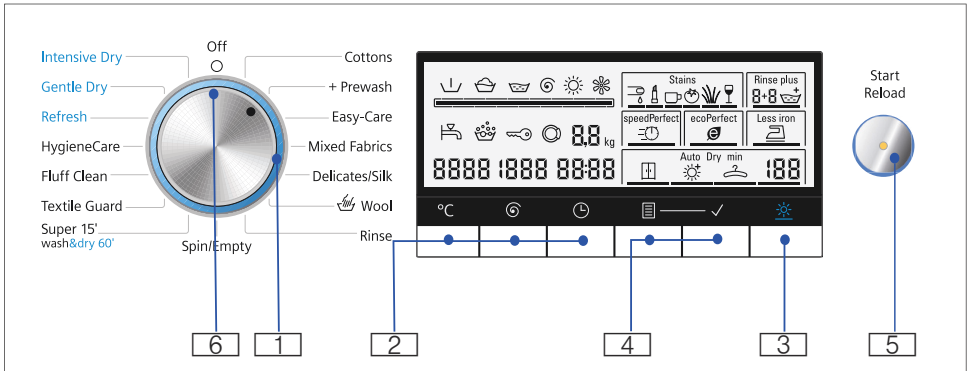 Off
Intensive Dry
Gentle Dry
Refresh
HygieneCare
Fluff Clean
Textile Guard
Super 15'
wash&dry 60'
Spin/Empty
Cottons
+ Prewash
Easy-Care
Mixed Fabrics
Delicates/Silk
Wool
Rinse
8.8 kg
8888 1888 88:88
Stains
Rinse plus
8+8
speedPerfect
ecoPerfect
e
Less iron
Auto Dry min
188
°C
Start
Reload
6
1
2
4
3
5